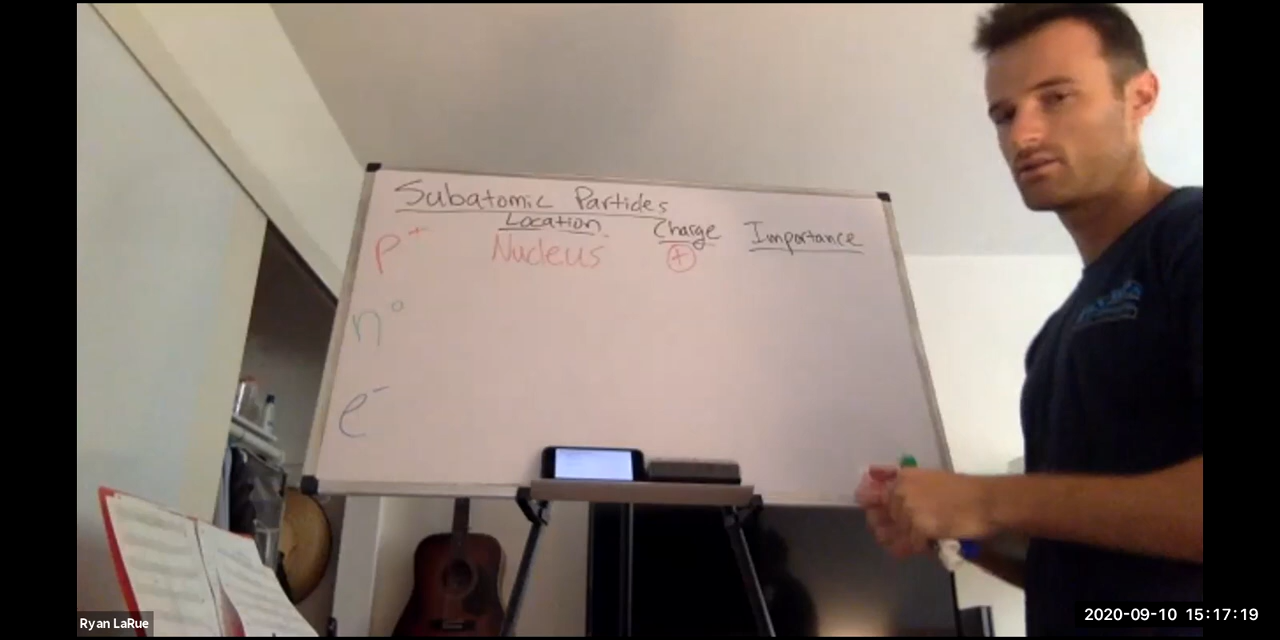 Subatomic Particles
Location Charge Importance
p+ Nucleus +
n°
e-
Ryan LaRue
2020-09-10 15:17:19